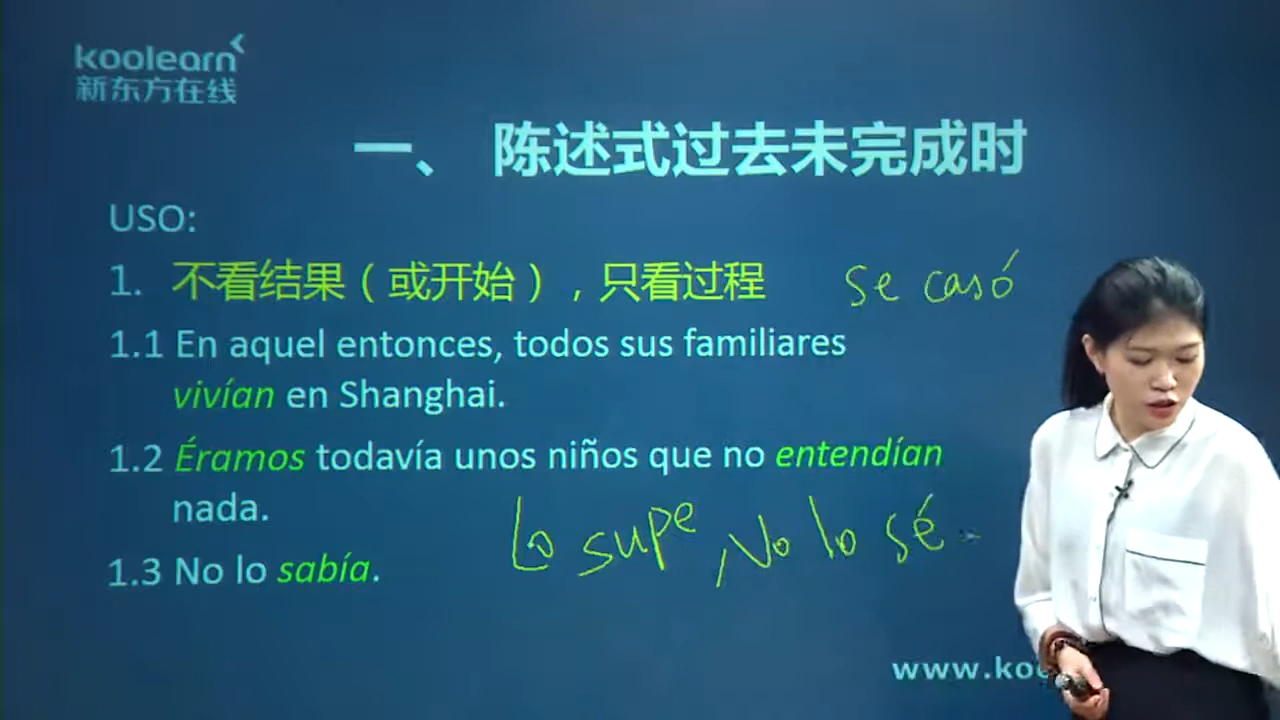 koolearn
新东方在线
一、 陈述式过去未完成时
USO:
1. 不看结果（或开始），只看过程 se casó
1.1 En aquel entonces, todos sus familiares
vivían en Shanghai.
1.2 Éramos todavía unos niños que no entendían
nada.
Lo supe, No lo sé
1.3 No lo sabía.
www.koo